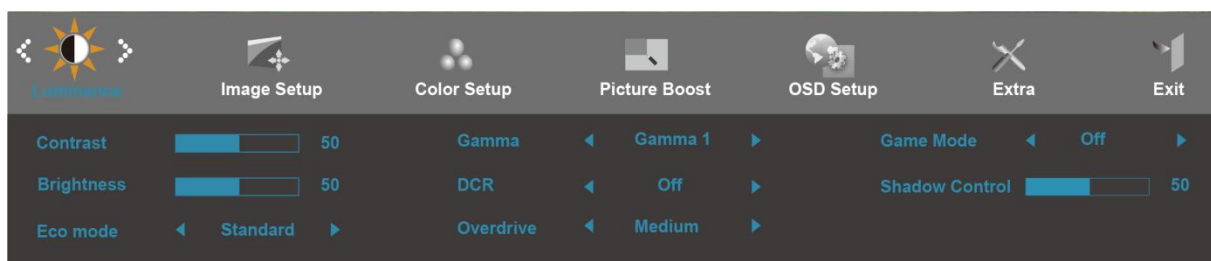 Luminance Image Setup Color Setup Picture Boost OSD Setup Extra Exit
Contrast 50 Gamma Gamma 1 Game Mode Off
Brightness 50 DCR Off Shadow Control 50
Eco mode Standard Overdrive Medium